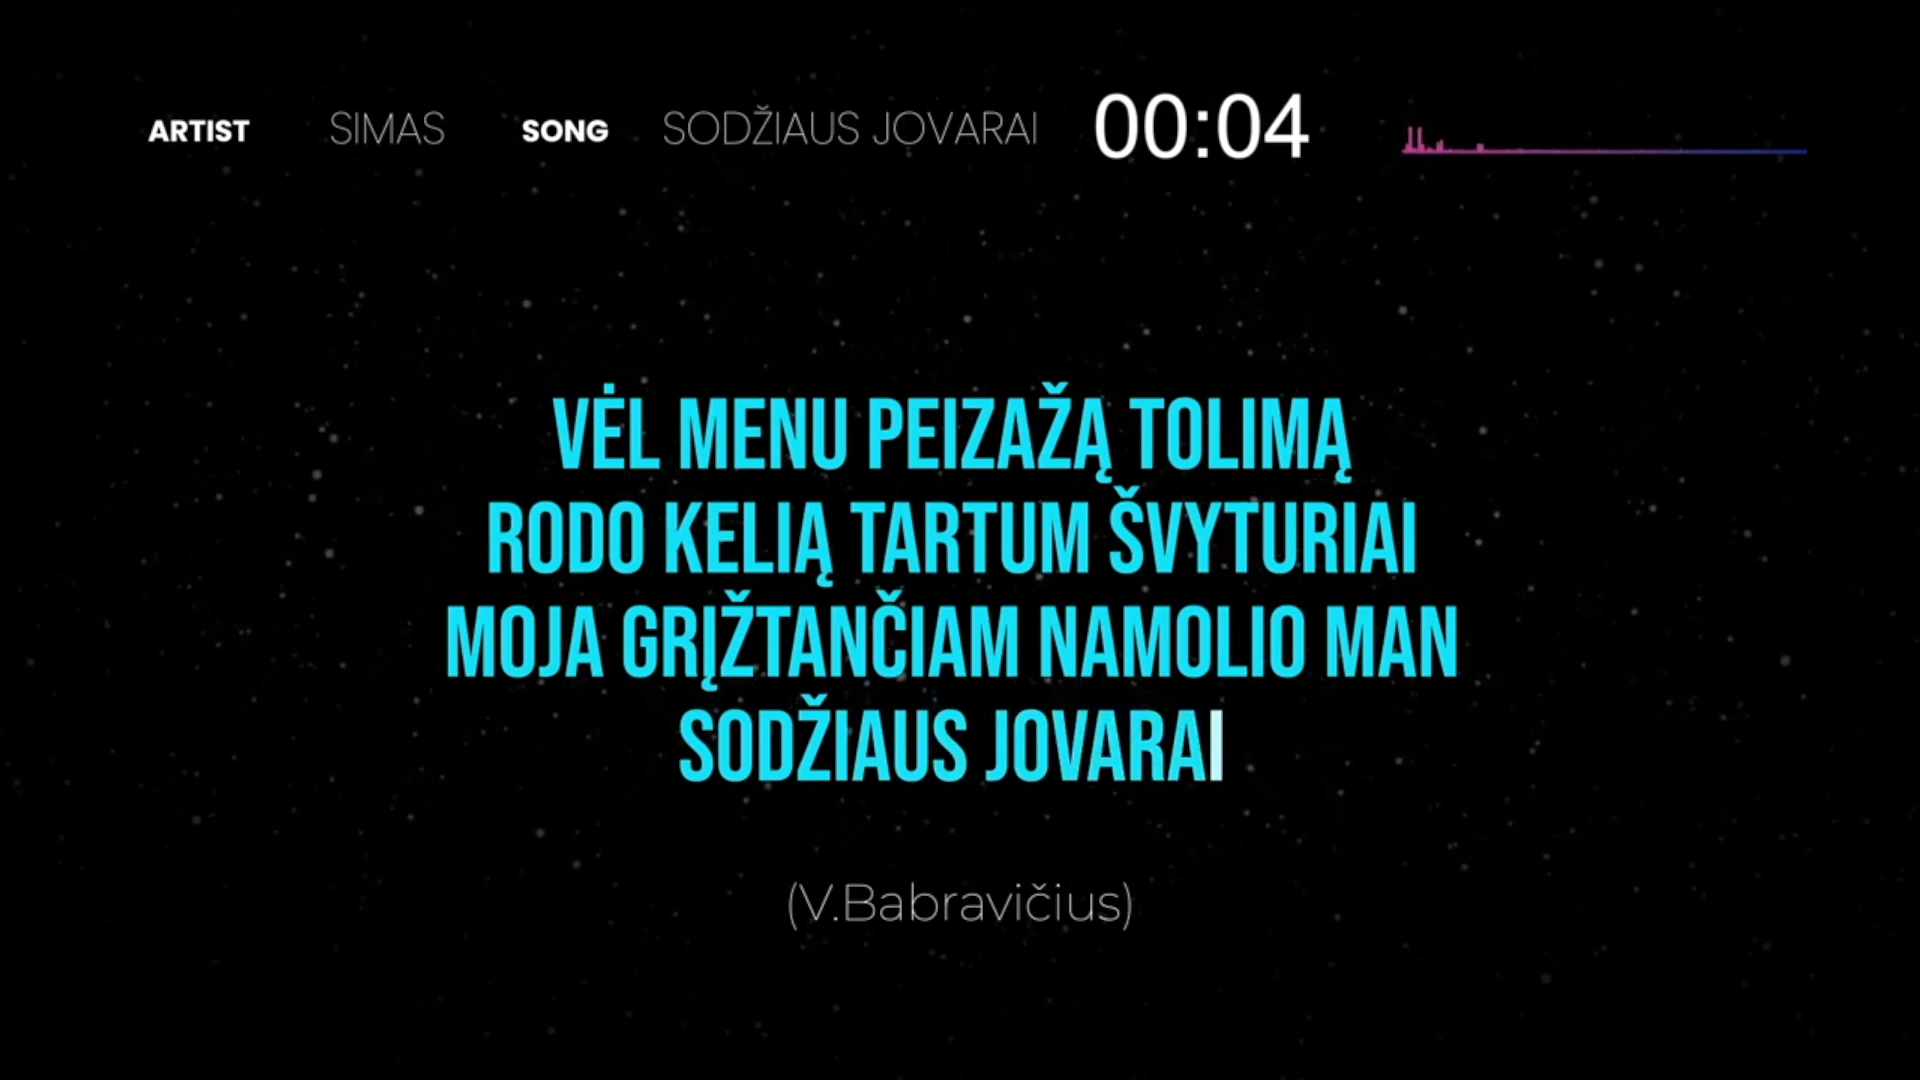 ARTIST SIMAS SONG SODŽIAUS JOVARAI 00:04
VĖL MENU PEIZAŽĄ TOLIMĄ
RODO KELIĄ TARTUM ŠVYTURIAI
MOJA GRĮŽTANČIAM NAMOLIO MAN
SODŽIAUS JOVARAI
(V.Babravičius)